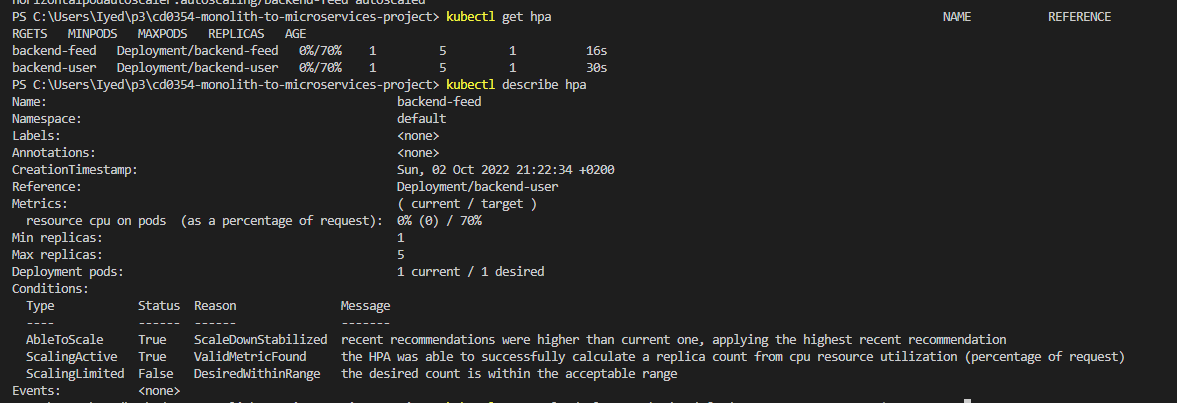 horizontalpodautoscaler.autoscaling/backend-feed autoscaled
PS C:\Users\Iyed\p3\cd0354-monolith-to-microservices-project> kubectl get hpa NAME REFERENCE
RGETS MINPODS MAXPODS REPLICAS AGE
backend-feed Deployment/backend-feed 0%/70% 1 5 1 16s
backend-user Deployment/backend-user 0%/70% 1 5 1 30s
PS C:\Users\Iyed\p3\cd0354-monolith-to-microservices-project> kubectl describe hpa
Name: backend-feed
Namespace: default
Labels: <none>
Annotations: <none>
CreationTimestamp: Sun, 02 Oct 2022 21:22:34 +0200
Reference: Deployment/backend-user
Metrics: ( current / target )
resource cpu on pods (as a percentage of request): 0% (0) / 70%
Min replicas: 1
Max replicas: 5
Deployment pods: 1 current / 1 desired
Conditions:
Type Status Reason Message
---- ------ ------ -------
AbleToScale True ScaleDownStabilized recent recommendations were higher than current one, applying the highest recent recommendation
ScalingActive True ValidMetricFound the HPA was able to successfully calculate a replica count from cpu resource utilization (percentage of request)
ScalingLimited False DesiredWithinRange the desired count is within the acceptable range
Events: <none>